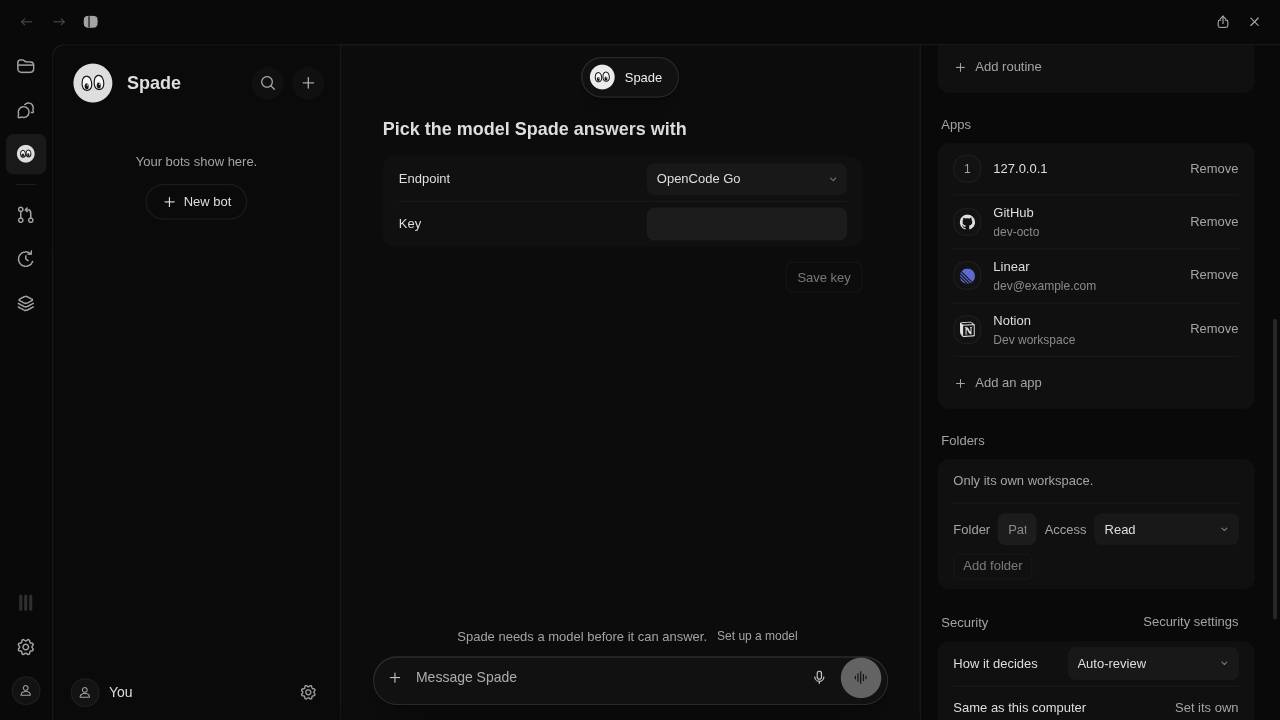 Spade
Your bots show here.
New bot
You
Spade
Pick the model Spade answers with
Endpoint
OpenCode Go
Key
Save key
Spade needs a model before it can answer. Set up a model
Message Spade
Add routine
Apps
1 127.0.0.1 Remove
GitHub
dev-octo
Remove
Linear
dev@example.com
Remove
Notion
Dev workspace
Remove
Add an app
Folders
Only its own workspace.
Folder Pat Access Read
Add folder
Security Security settings
How it decides Auto-review
Same as this computer Set its own